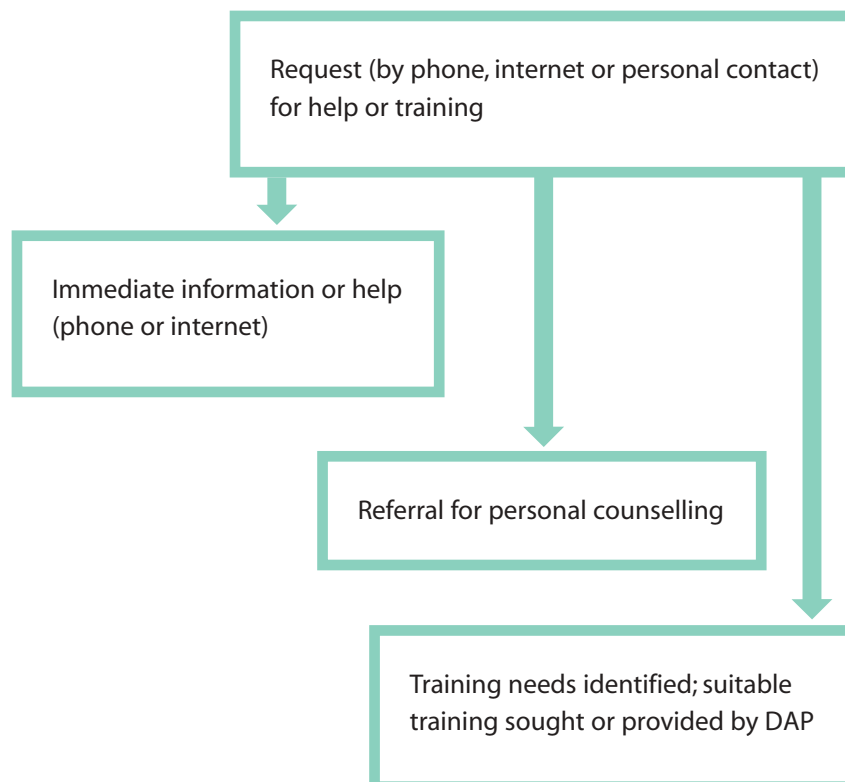 Request (by phone, internet or personal contact)
for help or training
Immediate information or help
(phone or internet)
Referral for personal counselling
Training needs identified; suitable
training sought or provided by DAP